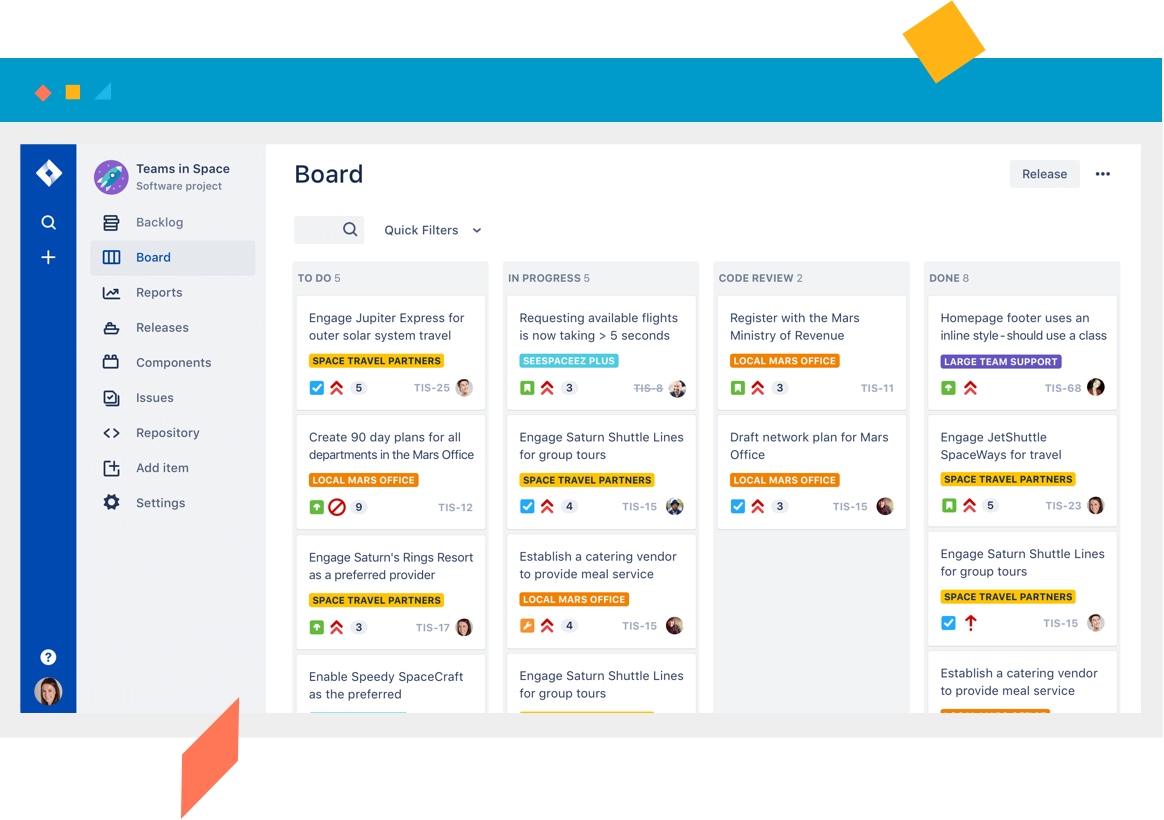 Teams in Space
Software project
Backlog
Board
Reports
Releases
Components
Issues
Repository
Add item
Settings
?
Board
Release
Quick Filters
TO DO 5
Engage Jupiter Express for
outer solar system travel
SPACE TRAVEL PARTNERS
5 TIS-25
Create 90 day plans for all
departments in the Mars Office
LOCAL MARS OFFICE
9 TIS-12
Engage Saturn's Rings Resort
as a preferred provider
SPACE TRAVEL PARTNERS
3 TIS-17
Enable Speedy SpaceCraft
as the preferred
IN PROGRESS 5
Requesting available flights
is now taking > 5 seconds
SEESPACEEZ PLUS
3 TIS-8
Engage Saturn Shuttle Lines
for group tours
SPACE TRAVEL PARTNERS
4 TIS-15
Establish a catering vendor
to provide meal service
LOCAL MARS OFFICE
4 TIS-15
Engage Saturn Shuttle Lines
for group tours
CODE REVIEW 2
Register with the Mars
Ministry of Revenue
LOCAL MARS OFFICE
3 TIS-11
Draft network plan for Mars
Office
LOCAL MARS OFFICE
3 TIS-15
DONE 8
Homepage footer uses an
inline style-should use a class
LARGE TEAM SUPPORT
TIS-68
Engage JetShuttle
SpaceWays for travel
SPACE TRAVEL PARTNERS
5 TIS-23
Engage Saturn Shuttle Lines
for group tours
SPACE TRAVEL PARTNERS
TIS-15
Establish a catering vendor
to provide meal service